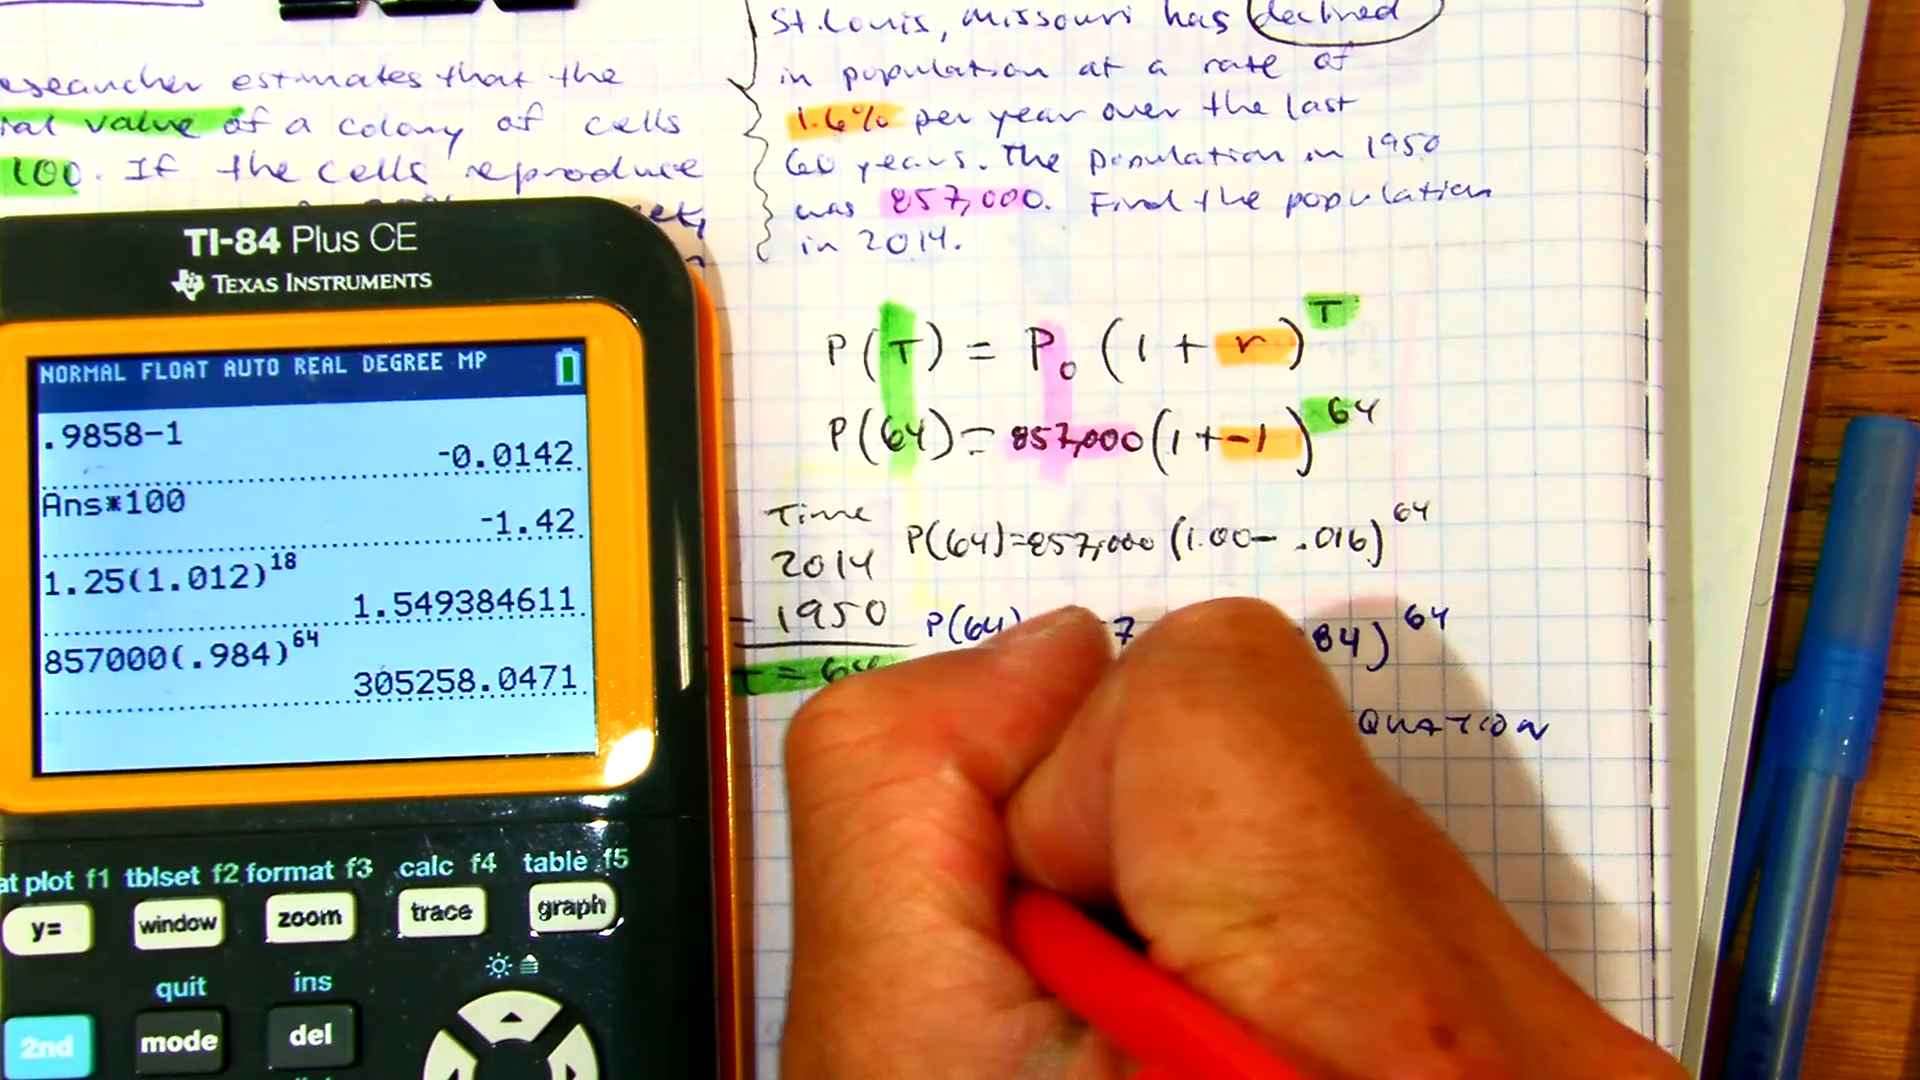 St. Louis, Missouri has declined
in population at a rate of
1.6% per year over the last
60 years. The population in 1950
was 857,000. Find the population
in 2014.
estimates that the
value of a colony of cells
100. If the cells reproduce
TI-84 Plus CE
TEXAS INSTRUMENTS
NORMAL FLOAT AUTO REAL DEGREE MP
.9858-1
-0.0142
Ans*100
-1.42
1.25(1.012)^18
1.549384611
857000(.984)^64
305258.0471
P(T) = P₀ (1 + r)^T
P(64) = 857,000 (1 + -1 )^64
Time
2014
- 1950
P(64)=857,000 (1.00- .016)^64
P(64) 7 84)^64
plot f1 tblset f2 format f3 calc f4 table f5
y= window zoom trace graph
quit ins
2nd mode del